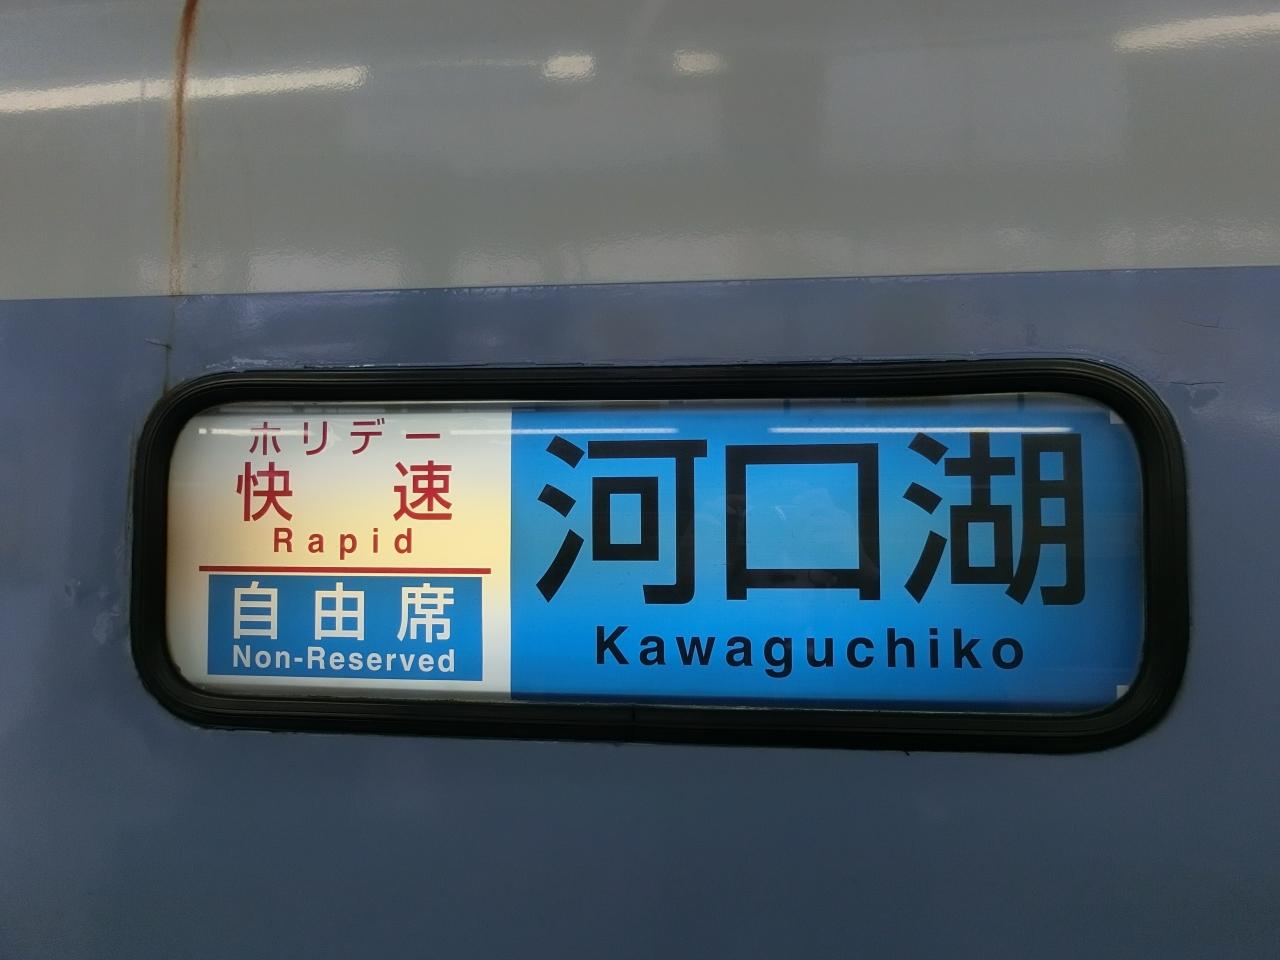 ホリデー
快速
Rapid
自由席
Non-Reserved
河口湖
Kawaguchiko